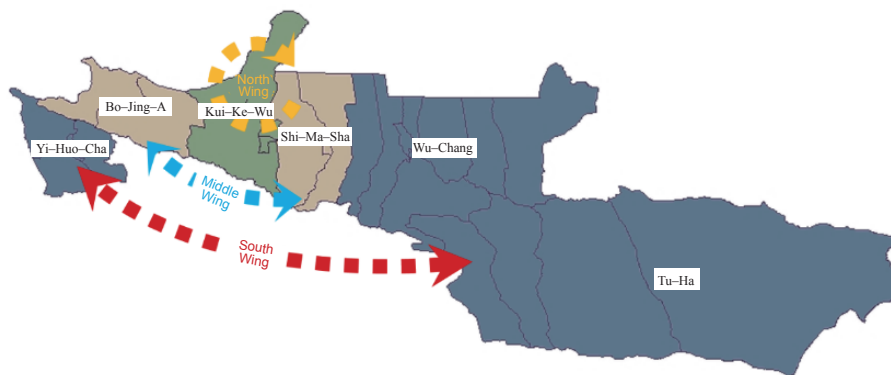 North
Wing
Bo–Jing–A
Kui–Ke–Wu
Shi–Ma–Sha
Yi–Huo–Cha
Wu–Chang
Middle
Wing
South
Wing
Tu–Ha